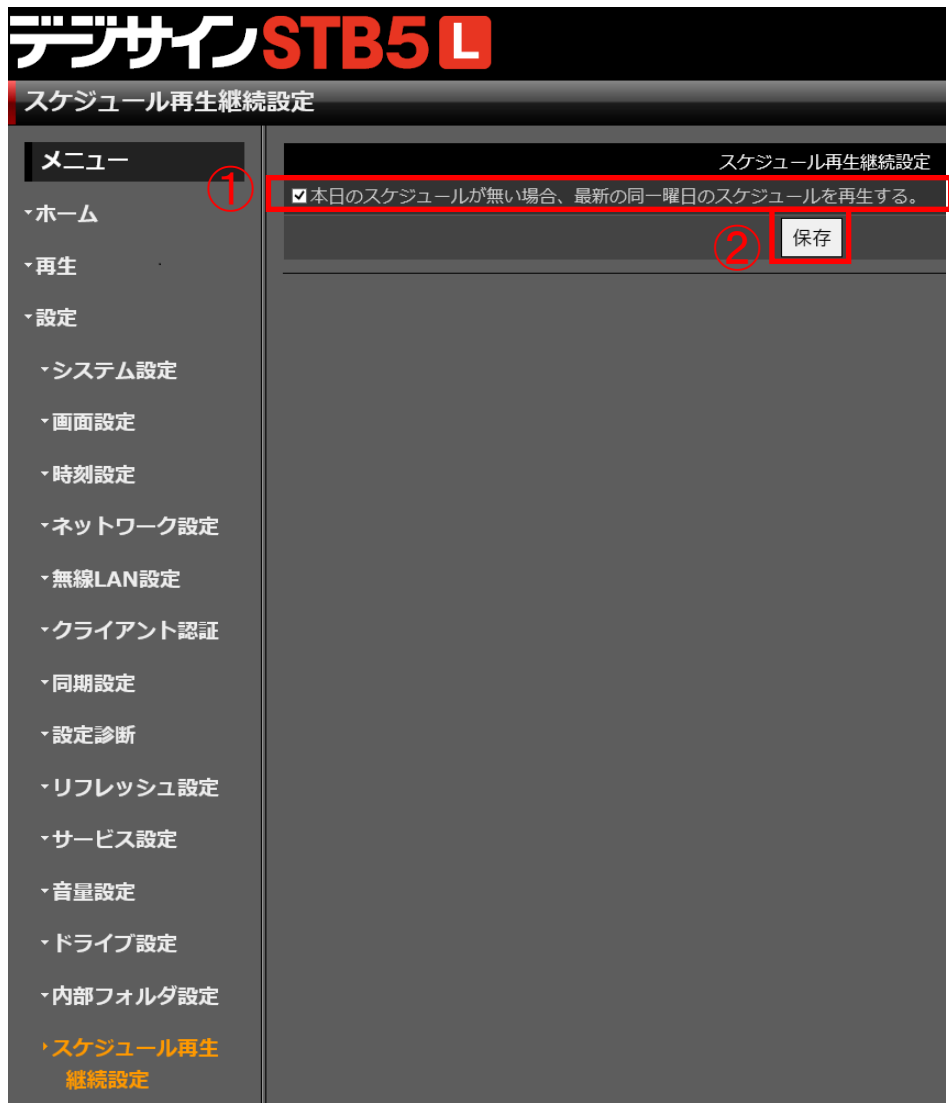 デジサインSTB5 L
スケジュール再生継続設定
メニュー
ホーム
再生
設定
システム設定
画面設定
時刻設定
ネットワーク設定
無線LAN設定
クライアント認証
同期設定
設定診断
リフレッシュ設定
サービス設定
音量設定
ドライブ設定
内部フォルダ設定
スケジュール再生
継続設定
スケジュール再生継続設定
①
本日のスケジュールが無い場合、最新の同一曜日のスケジュールを再生する。
②
保存